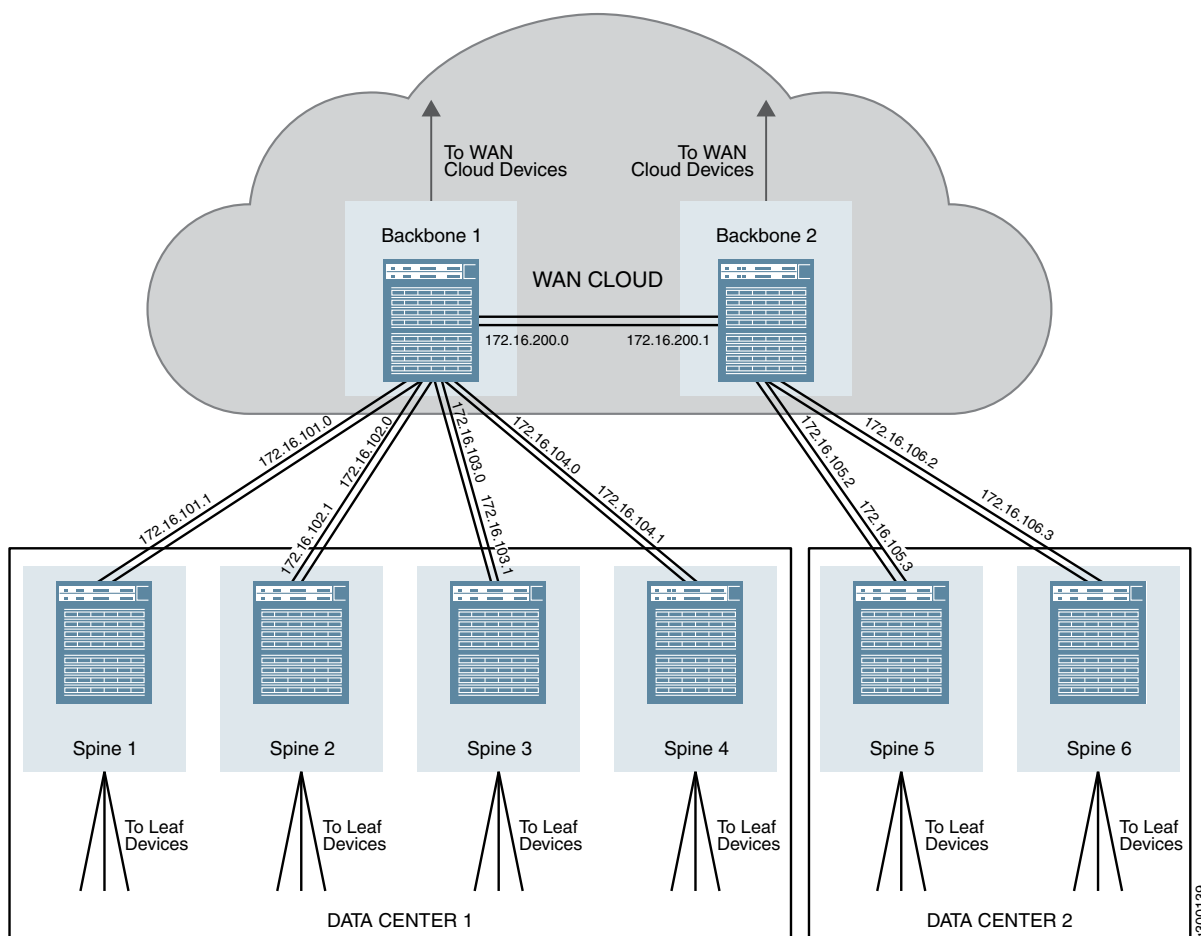 To WAN
Cloud Devices
To WAN
Cloud Devices
Backbone 1
Backbone 2
WAN CLOUD
172.16.200.0
172.16.200.1
172.16.101.0
172.16.102.0
172.16.103.0
172.16.104.0
172.16.105.2
172.16.106.2
172.16.101.1
172.16.102.1
172.16.103.1
172.16.104.1
172.16.105.3
172.16.106.3
Spine 1
Spine 2
Spine 3
Spine 4
Spine 5
Spine 6
To Leaf
Devices
To Leaf
Devices
To Leaf
Devices
To Leaf
Devices
To Leaf
Devices
To Leaf
Devices
DATA CENTER 1
DATA CENTER 2